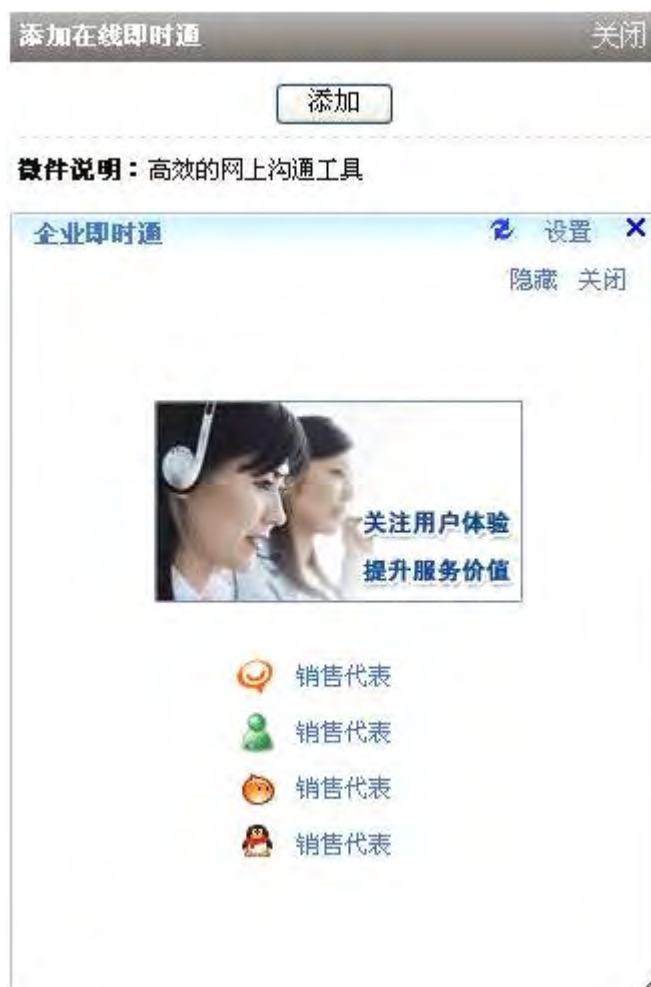 添加在线即时通 关闭
添加
微件说明：高效的网上沟通工具
企业即时通 设置
隐藏 关闭
关注用户体验
提升服务价值
销售代表
销售代表
销售代表
销售代表